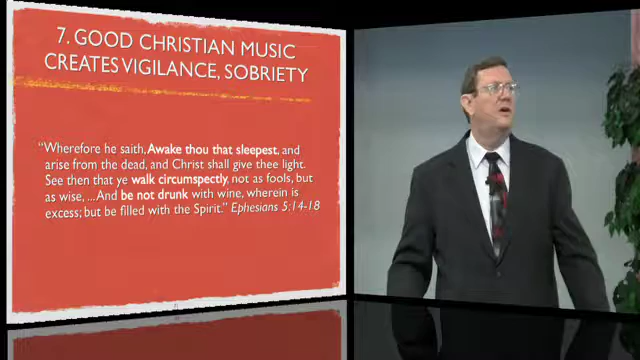 7. GOOD CHRISTIAN MUSIC
CREATES VIGILANCE, SOBRIETY
“Wherefore he saith, Awake thou that sleepest, and
arise from the dead, and Christ shall give thee light.
See then that ye walk circumspectly, not as fools, but
as wise, ...And be not drunk with wine, wherein is
excess; but be filled with the Spirit.” Ephesians 5:14-18